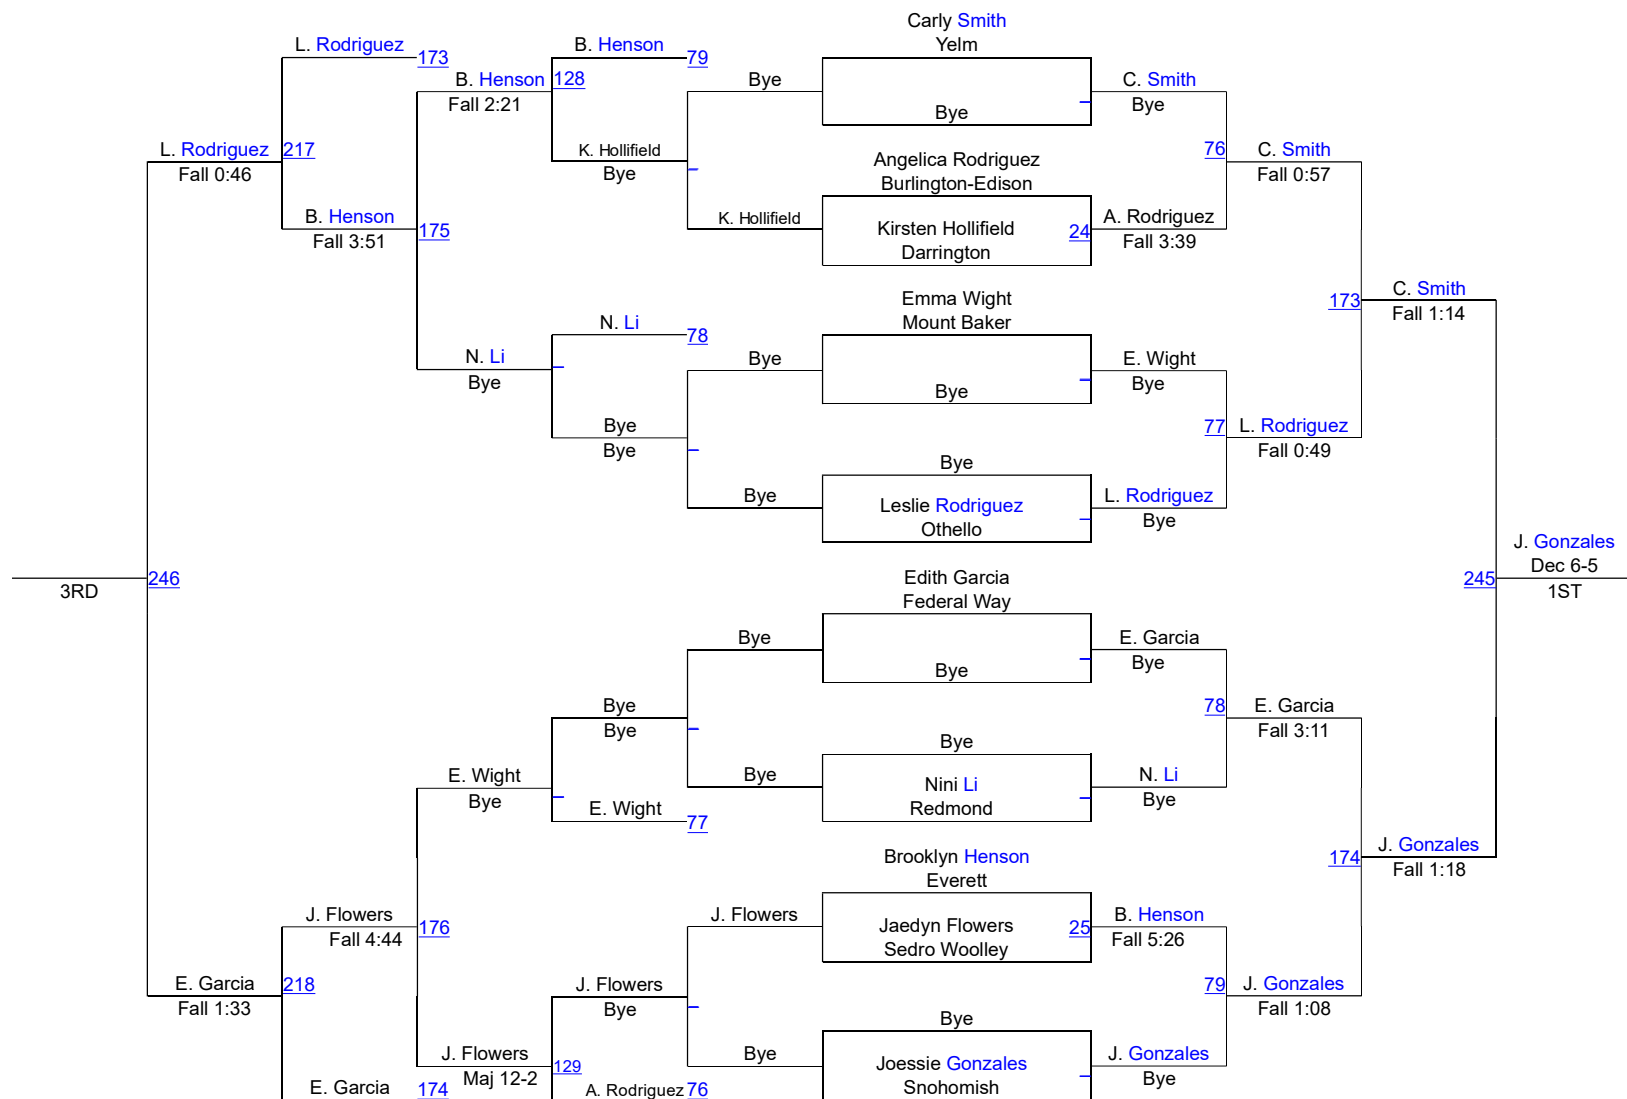 Carly Smith
L. Rodriguez
B. Henson
Yelm
173
79
B. Henson
128
Bye
C. Smith
Fall 2:21
Bye
Bye
L. Rodriguez
217
K. Hollifield
Angelica Rodriguez
76
C. Smith
Fall 0:46
Bye
Burlington-Edison
Fall 0:57
B. Henson
K. Hollifield
Kirsten Hollifield
24
A. Rodriguez
Fall 3:51
175
Darrington
Fall 3:39
Emma Wight
173
C. Smith
N. Li
78
Mount Baker
Fall 1:14
N. Li
Bye
E. Wight
Bye
Bye
Bye
Bye
77
L. Rodriguez
Bye
Fall 0:49
Bye
Bye
Leslie Rodriguez
L. Rodriguez
Othello
Bye
J. Gonzales
246
Edith Garcia
245
Dec 6-5
3RD
Federal Way
1ST
Bye
E. Garcia
Bye
Bye
Bye
78
E. Garcia
Bye
Fall 3:11
Bye
E. Wight
Bye
Nini Li
N. Li
Bye
E. Wight
77
Redmond
Bye
Brooklyn Henson
174
J. Gonzales
Everett
Fall 1:18
J. Flowers
176
J. Flowers
Jaedyn Flowers
25
B. Henson
Fall 4:44
Sedro Woolley
Fall 5:26
E. Garcia
218
J. Flowers
79
J. Gonzales
Fall 1:33
Bye
Bye
Fall 1:08
J. Flowers
129
Bye
Joessie Gonzales
J. Gonzales
Maj 12-2
Snohomish
Bye
E. Garcia
174
A. Rodriguez
76